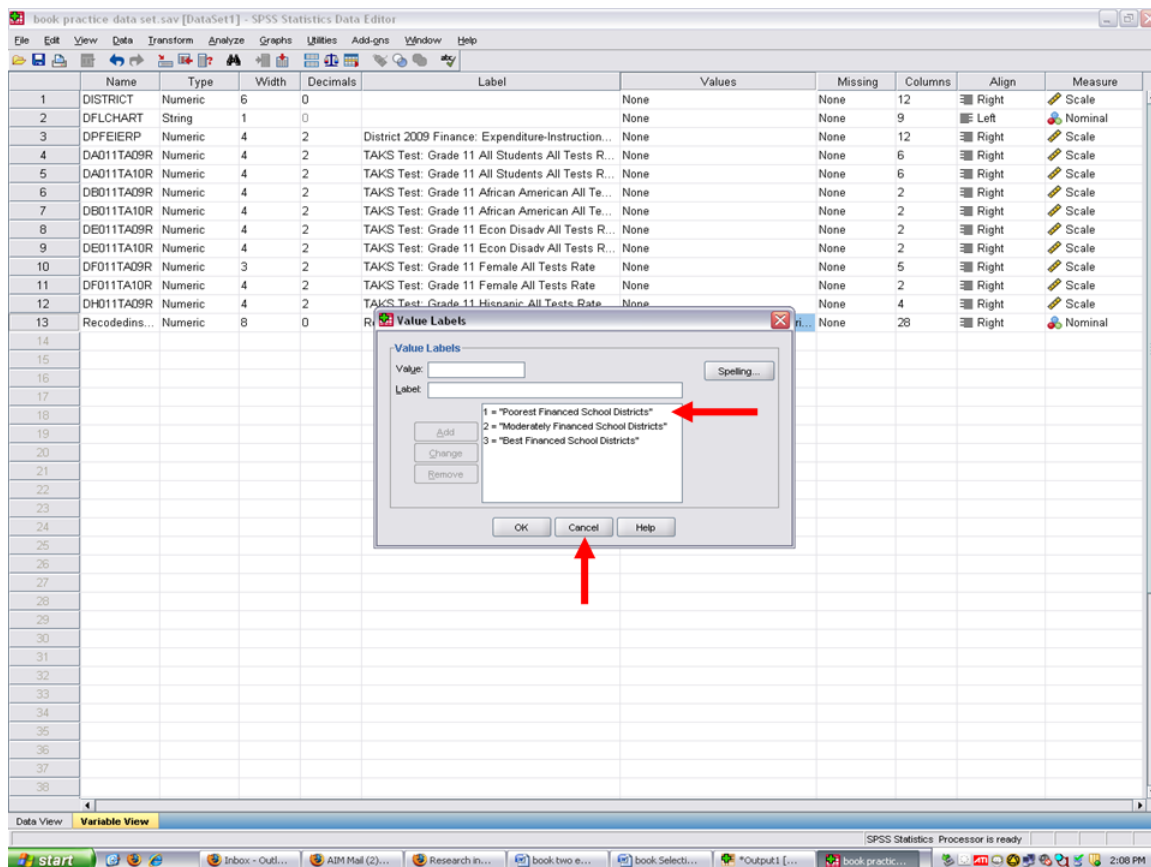 book practice data set.sav [DataSet1] - SPSS Statistics Data Editor
File Edit View Data Transform Analyze Graphs Utilities Add-ons Window Help
Name Type Width Decimals Label Values Missing Columns Align Measure
1 DISTRICT Numeric 6 0 None None 12 Right Scale
2 DFLCHART String 1 0 None None 9 Left Nominal
3 DPFEIERP Numeric 4 2 District 2009 Finance: Expenditure-Instruction... None None 12 Right Scale
4 DA011TA09R Numeric 4 2 TAKS Test: Grade 11 All Students All Tests R... None None 6 Right Scale
5 DA011TA10R Numeric 4 2 TAKS Test: Grade 11 All Students All Tests R... None None 6 Right Scale
6 DB011TA09R Numeric 4 2 TAKS Test: Grade 11 African American All Te... None None 2 Right Scale
7 DB011TA10R Numeric 4 2 TAKS Test: Grade 11 African American All Te... None None 2 Right Scale
8 DE011TA09R Numeric 4 2 TAKS Test: Grade 11 Econ Disadv All Tests R... None None 2 Right Scale
9 DE011TA10R Numeric 4 2 TAKS Test: Grade 11 Econ Disadv All Tests R... None None 2 Right Scale
10 DF011TA09R Numeric 3 2 TAKS Test: Grade 11 Female All Tests Rate None None 5 Right Scale
11 DF011TA10R Numeric 4 2 TAKS Test: Grade 11 Female All Tests Rate None None 2 Right Scale
12 DH011TA09R Numeric 4 2 TAKS Test: Grade 11 Hispanic All Tests Rate None None 4 Right Scale
13 Recodedins... Numeric 8 0 R ri... None 28 Right Nominal
Value Labels
Value Labels
Value:
Spelling...
Label:
1 = "Poorest Financed School Districts"
2 = "Moderately Financed School Districts"
3 = "Best Financed School Districts"
Add
Change
Remove
OK Cancel Help
14
15
16
17
18
19
20
21
22
23
24
25
26
27
28
29
30
31
32
33
34
35
36
37
38
Data View Variable View
SPSS Statistics Processor is ready
start Inbox - Outl... AIM Mail (2)... Research in... book two e... book Selecti... *Output1 [... book practic... ATI 2:08 PM